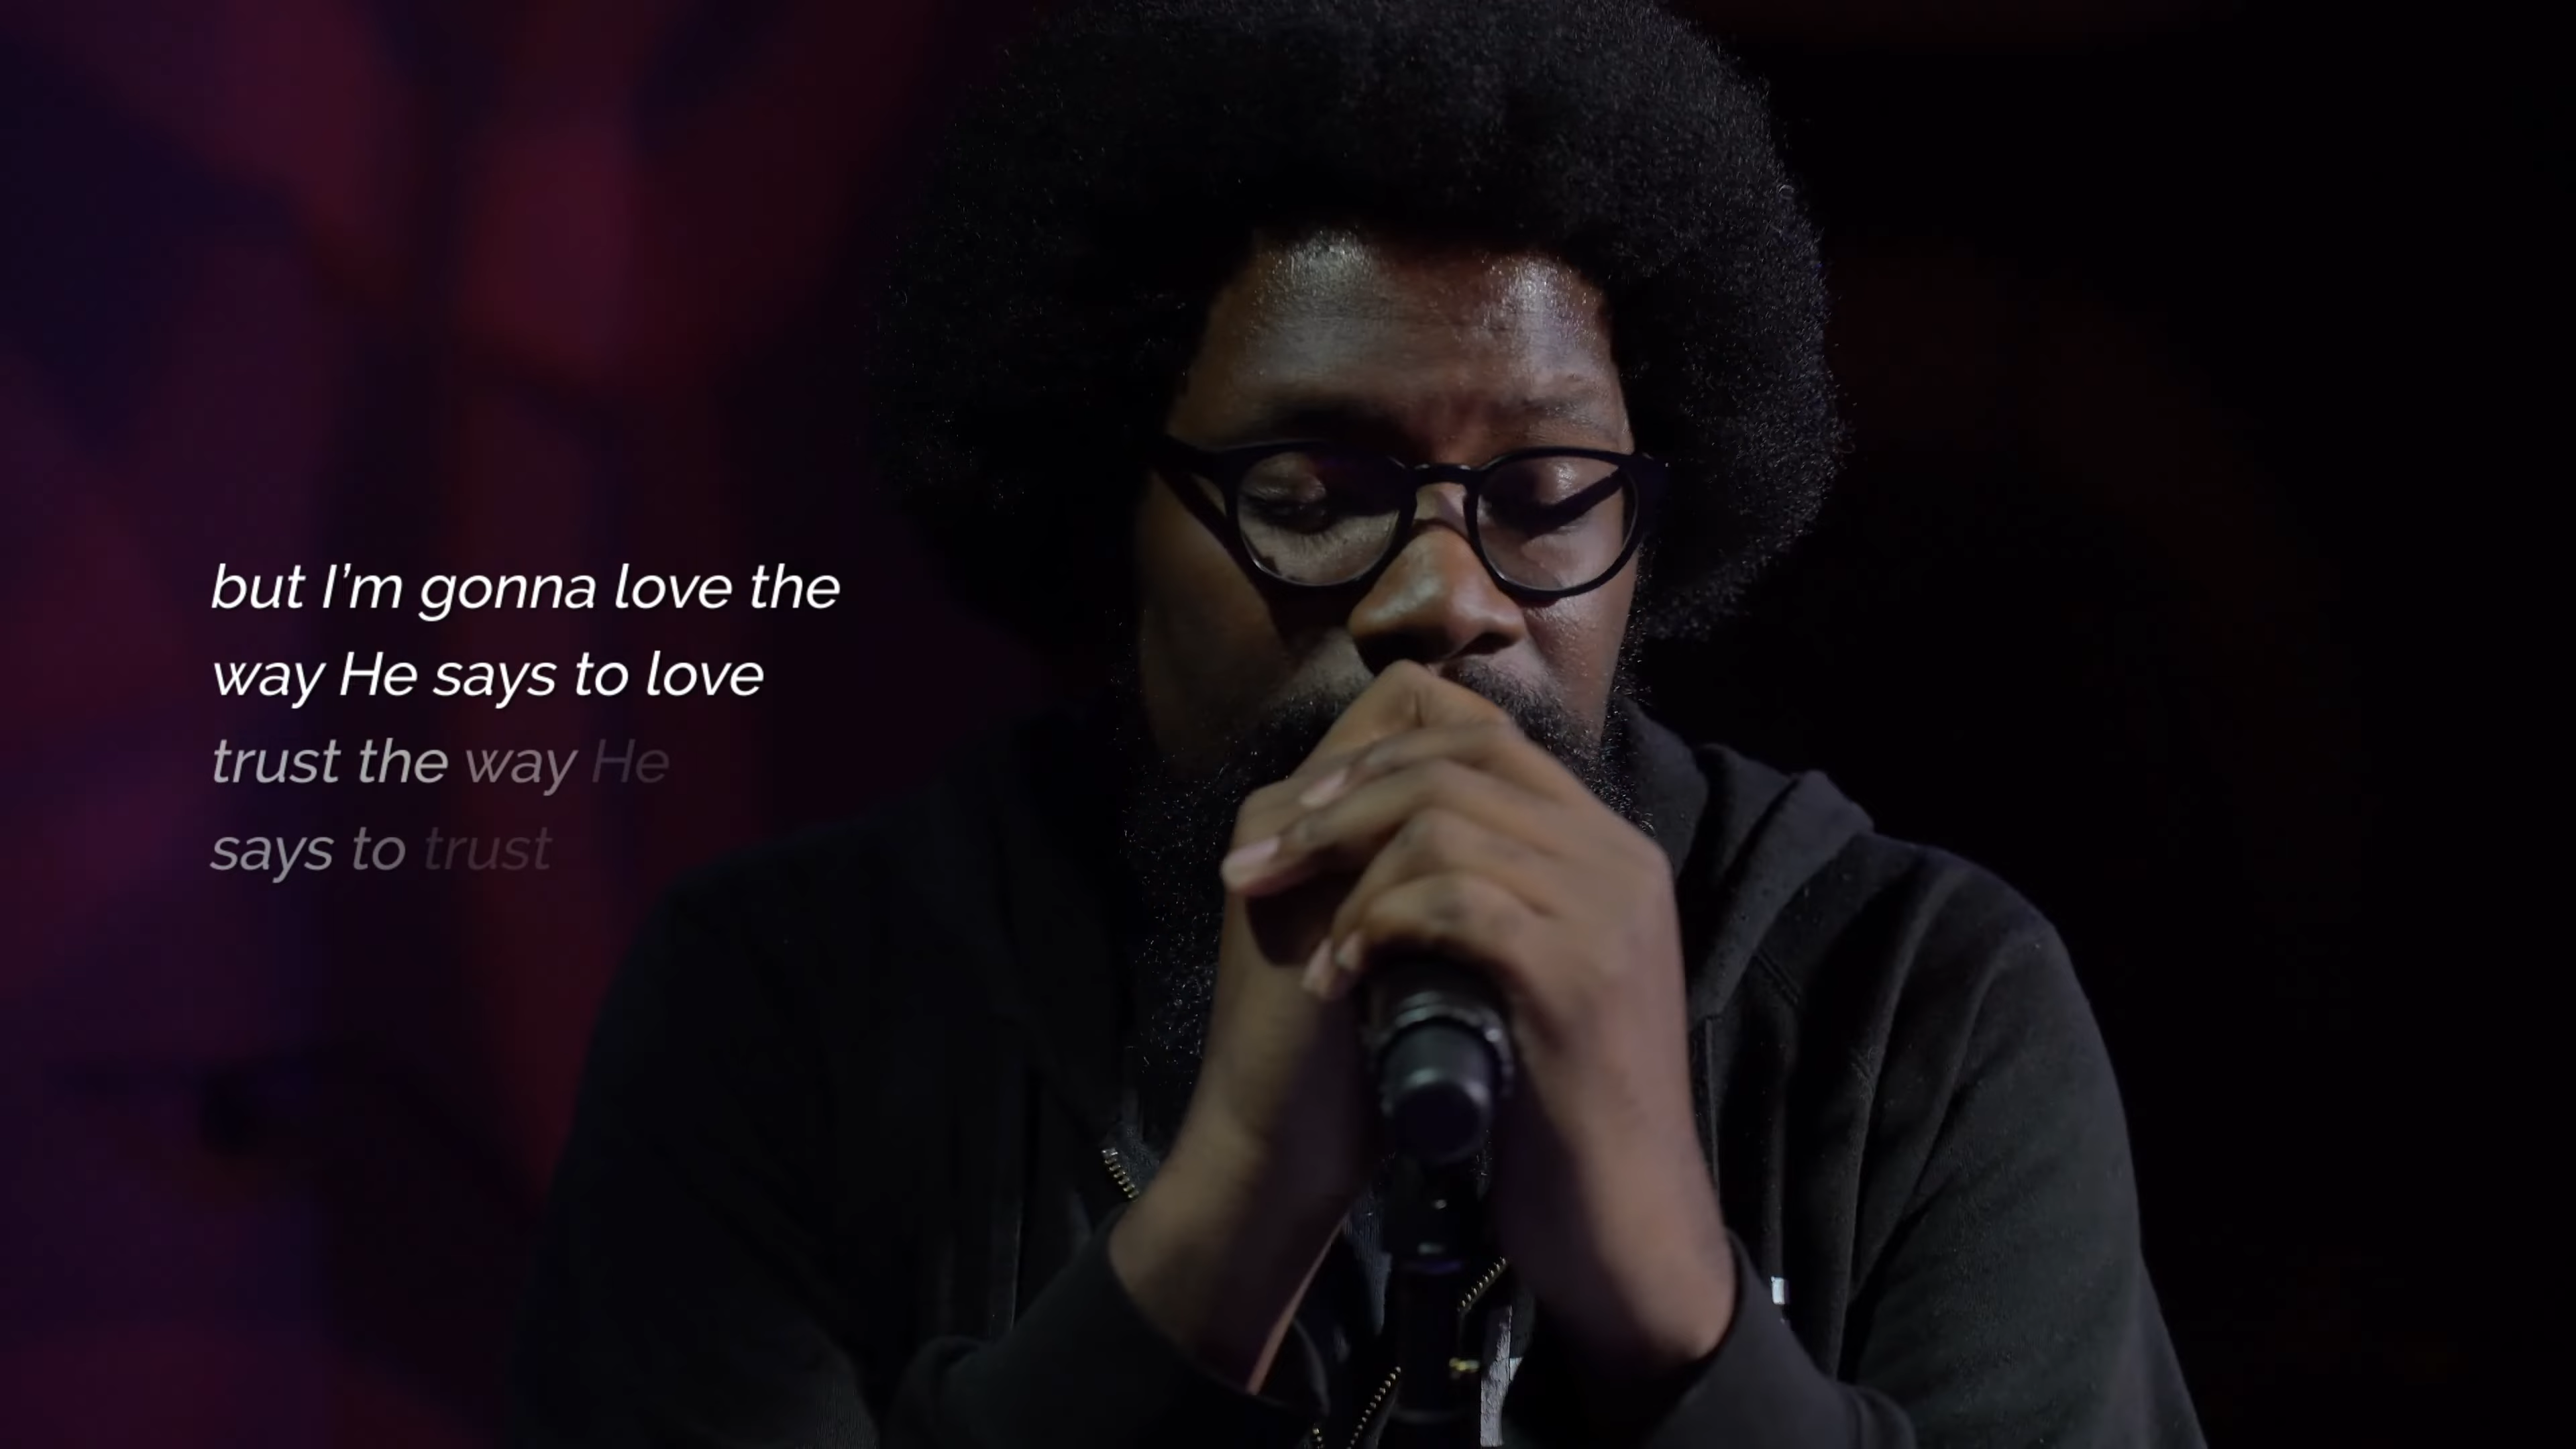 but I’m gonna love the
way He says to love
trust the way He
says to trust